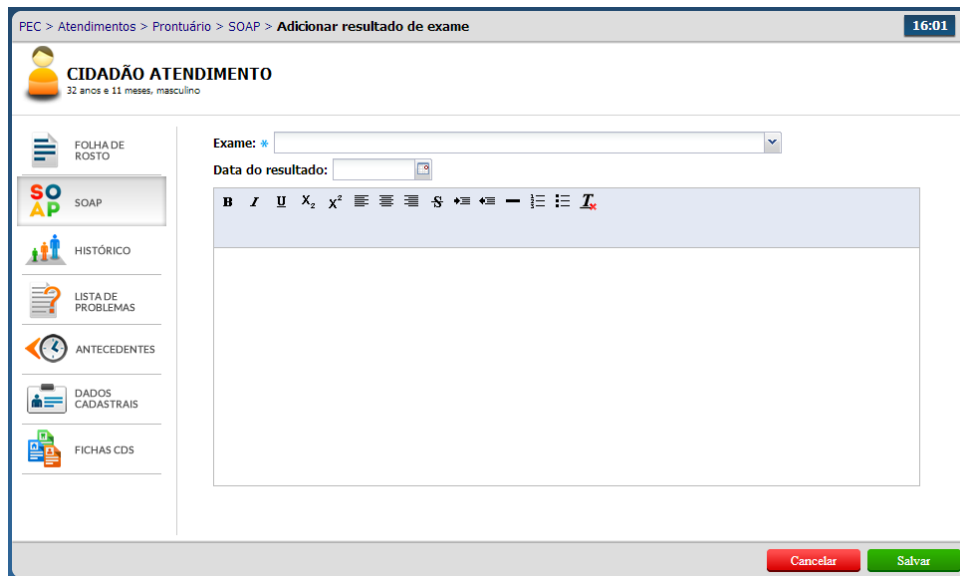 PEC > Atendimentos > Prontuário > SOAP > Adicionar resultado de exame
16:01
CIDADÃO ATENDIMENTO
32 anos e 11 meses, masculino
FOLHA DE
ROSTO
SO
AP
SOAP
HISTÓRICO
LISTA DE
PROBLEMAS
ANTECEDENTES
DADOS
CADASTRAIS
FICHAS CDS
Exame: *
Data do resultado:
B I U X₂ X² S T
Cancelar
Salvar